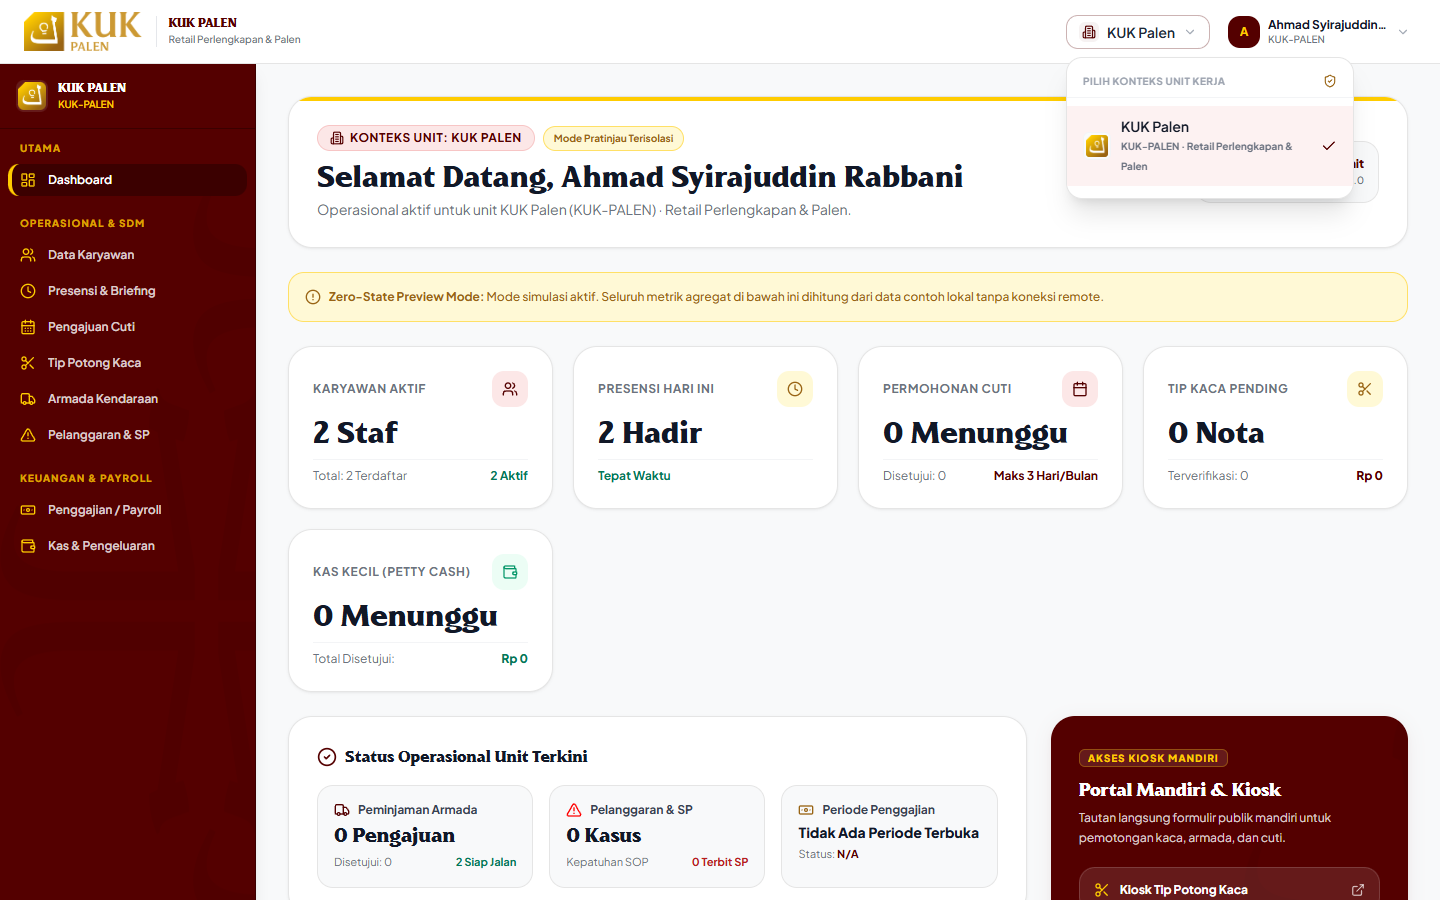 KUK
PALEN
KUK PALEN
Retail Perlengkapan & Palen
KUK Palen
A
Ahmad Syirajuddin...
KUK-PALEN
KUK PALEN
KUK-PALEN
UTAMA
Dashboard
OPERASIONAL & SDM
Data Karyawan
Presensi & Briefing
Pengajuan Cuti
Tip Potong Kaca
Armada Kendaraan
Pelanggaran & SP
KEUANGAN & PAYROLL
Penggajian / Payroll
Kas & Pengeluaran
PILIH KONTEKS UNIT KERJA
KUK Palen
KUK-PALEN · Retail Perlengkapan &
Palen
KONTEKS UNIT: KUK PALEN
Mode Pratinjau Terisolasi
Selamat Datang, Ahmad Syirajuddin Rabbani
Operasional aktif untuk unit KUK Palen (KUK-PALEN) · Retail Perlengkapan & Palen.
Zero-State Preview Mode: Mode simulasi aktif. Seluruh metrik agregat di bawah ini dihitung dari data contoh lokal tanpa koneksi remote.
KARYAWAN AKTIF
2 Staf
Total: 2 Terdaftar
2 Aktif
PRESENSI HARI INI
2 Hadir
Tepat Waktu
PERMOHONAN CUTI
0 Menunggu
Disetujui: 0
Maks 3 Hari/Bulan
TIP KACA PENDING
0 Nota
Terverifikasi: 0
Rp 0
KAS KECIL (PETTY CASH)
0 Menunggu
Total Disetujui:
Rp 0
Status Operasional Unit Terkini
Peminjaman Armada
0 Pengajuan
Disetujui: 0
2 Siap Jalan
Pelanggaran & SP
0 Kasus
Kepatuhan SOP
0 Terbit SP
Periode Penggajian
Tidak Ada Periode Terbuka
Status: N/A
AKSES KIOSK MANDIRI
Portal Mandiri & Kiosk
Tautan langsung formulir publik mandiri untuk
pemotongan kaca, armada, dan cuti.
Kiosk Tip Potong Kaca